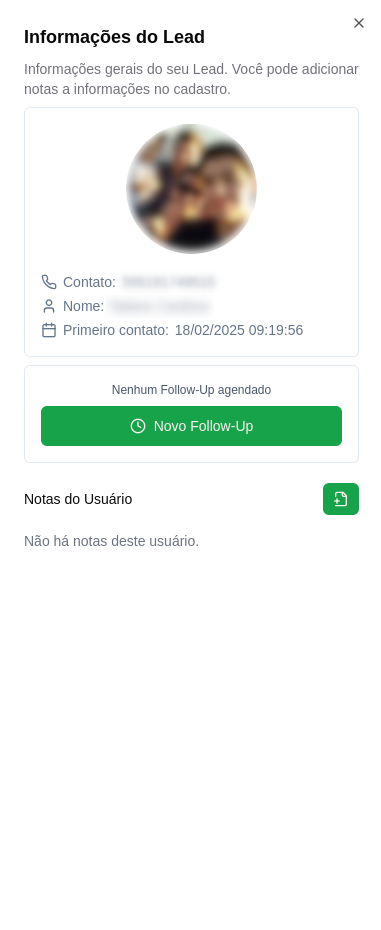 Informações do Lead
Informações gerais do seu Lead. Você pode adicionar
notas a informações no cadastro.
Contato:
Nome:
Primeiro contato: 18/02/2025 09:19:56
Nenhum Follow-Up agendado
Novo Follow-Up
Notas do Usuário
Não há notas deste usuário.